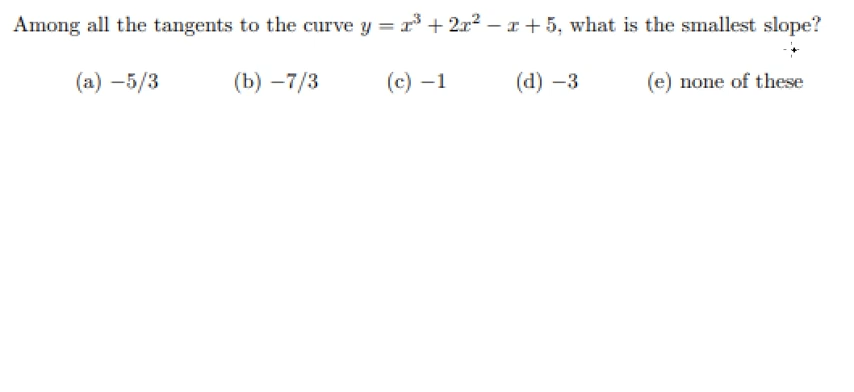 Among all the tangents to the curve y = x³ + 2x² − x + 5, what is the smallest slope?
(a) −5/3 (b) −7/3 (c) −1 (d) −3 (e) none of these